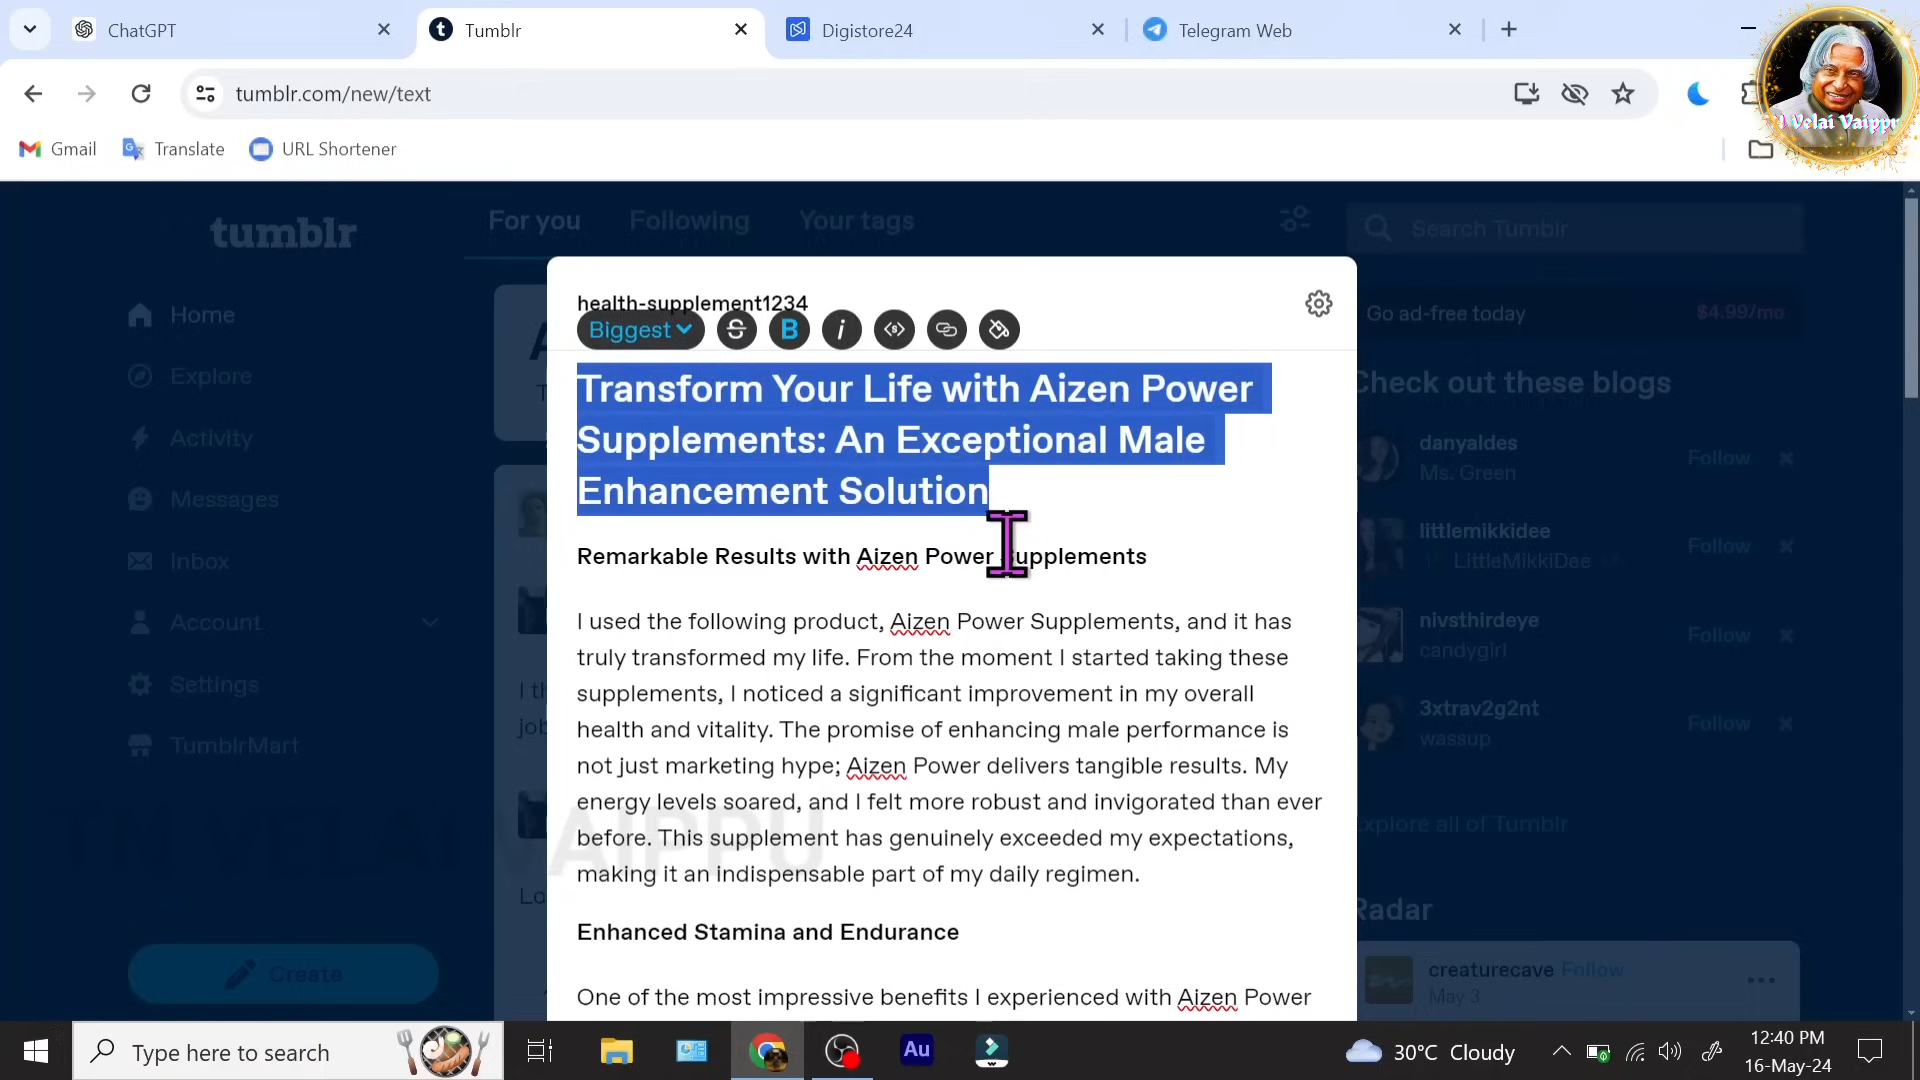 ChatGPT
Tumblr
Digistore24
Telegram Web
tumblr.com/new/text
Gmail
Translate
URL Shortener
Velai Vaippu
tumblr
For you
Following
Your tags
Search Tumblr
Home
Explore
Activity
Messages
Inbox
Account
Settings
TumblrMart
Create
health-supplement1234
Biggest
Transform Your Life with Aizen Power
Supplements: An Exceptional Male
Enhancement Solution
Remarkable Results with Aizen Power Supplements
I used the following product, Aizen Power Supplements, and it has
truly transformed my life. From the moment I started taking these
supplements, I noticed a significant improvement in my overall
health and vitality. The promise of enhancing male performance is
not just marketing hype; Aizen Power delivers tangible results. My
energy levels soared, and I felt more robust and invigorated than ever
before. This supplement has genuinely exceeded my expectations,
making it an indispensable part of my daily regimen.
Enhanced Stamina and Endurance
One of the most impressive benefits I experienced with Aizen Power
TN VELAI VAIPPU
Go ad-free today
$4.99/mo
Check out these blogs
danyaldes
Ms. Green
Follow
littlemikkidee
LittleMikkiDee
Follow
nivsthirdeye
candygirl
Follow
3xtrav2g2nt
wassup
Follow
Explore all of Tumblr
Radar
creaturecave Follow
May 3
Type here to search
Au
30°C Cloudy
12:40 PM
16-May-24